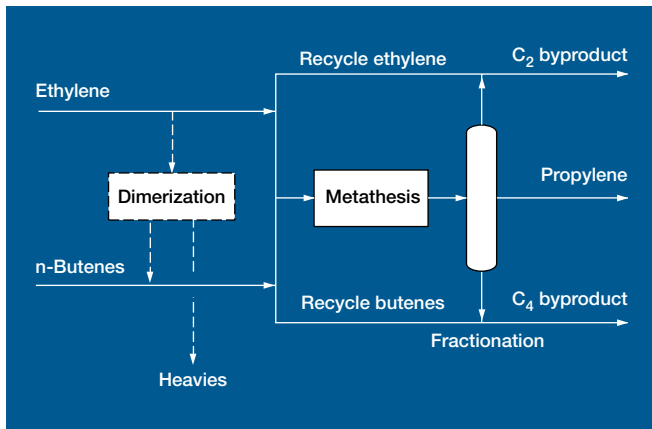 Recycle ethylene
C₂ byproduct
Ethylene
Dimerization
Metathesis
Propylene
n-Butenes
Recycle butenes
C₄ byproduct
Fractionation
Heavies